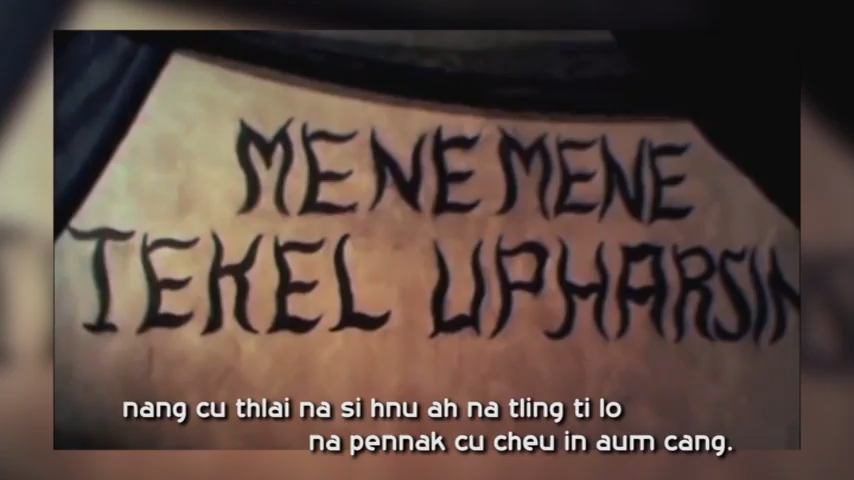 MENE MENE
TEKEL UPHARSIN
nang cu thlai na si hnu ah na tling ti lo
na pennak cu cheu in aum cang.